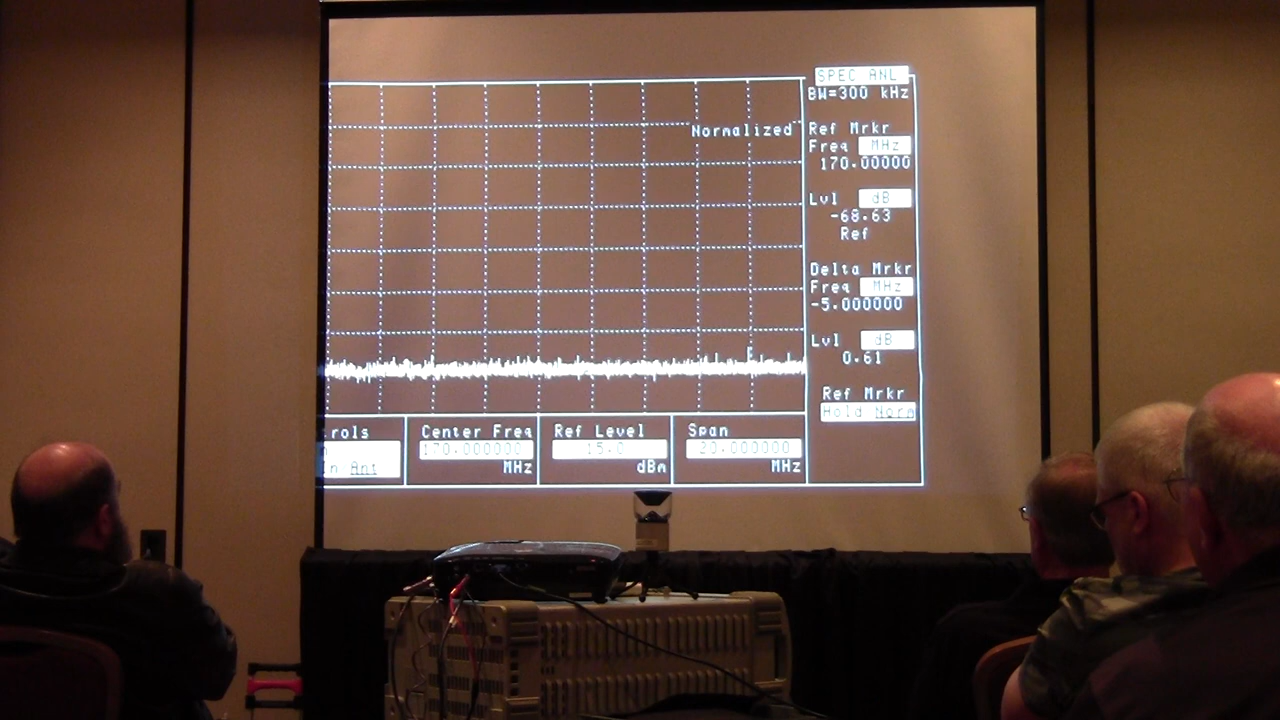 SPEC ANL
BW=300 kHz
Normalized
Ref Mrkr
Freq MHz
170.00000
Lvl dB
-68.63
Ref
Delta Mrkr
Freq MHz
-5.000000
Lvl dB
0.61
Ref Mrkr
Hold Norm
rols
n Ant
Center Freq
170.000000
MHz
Ref Level
15.0
dBm
Span
20.000000
MHz